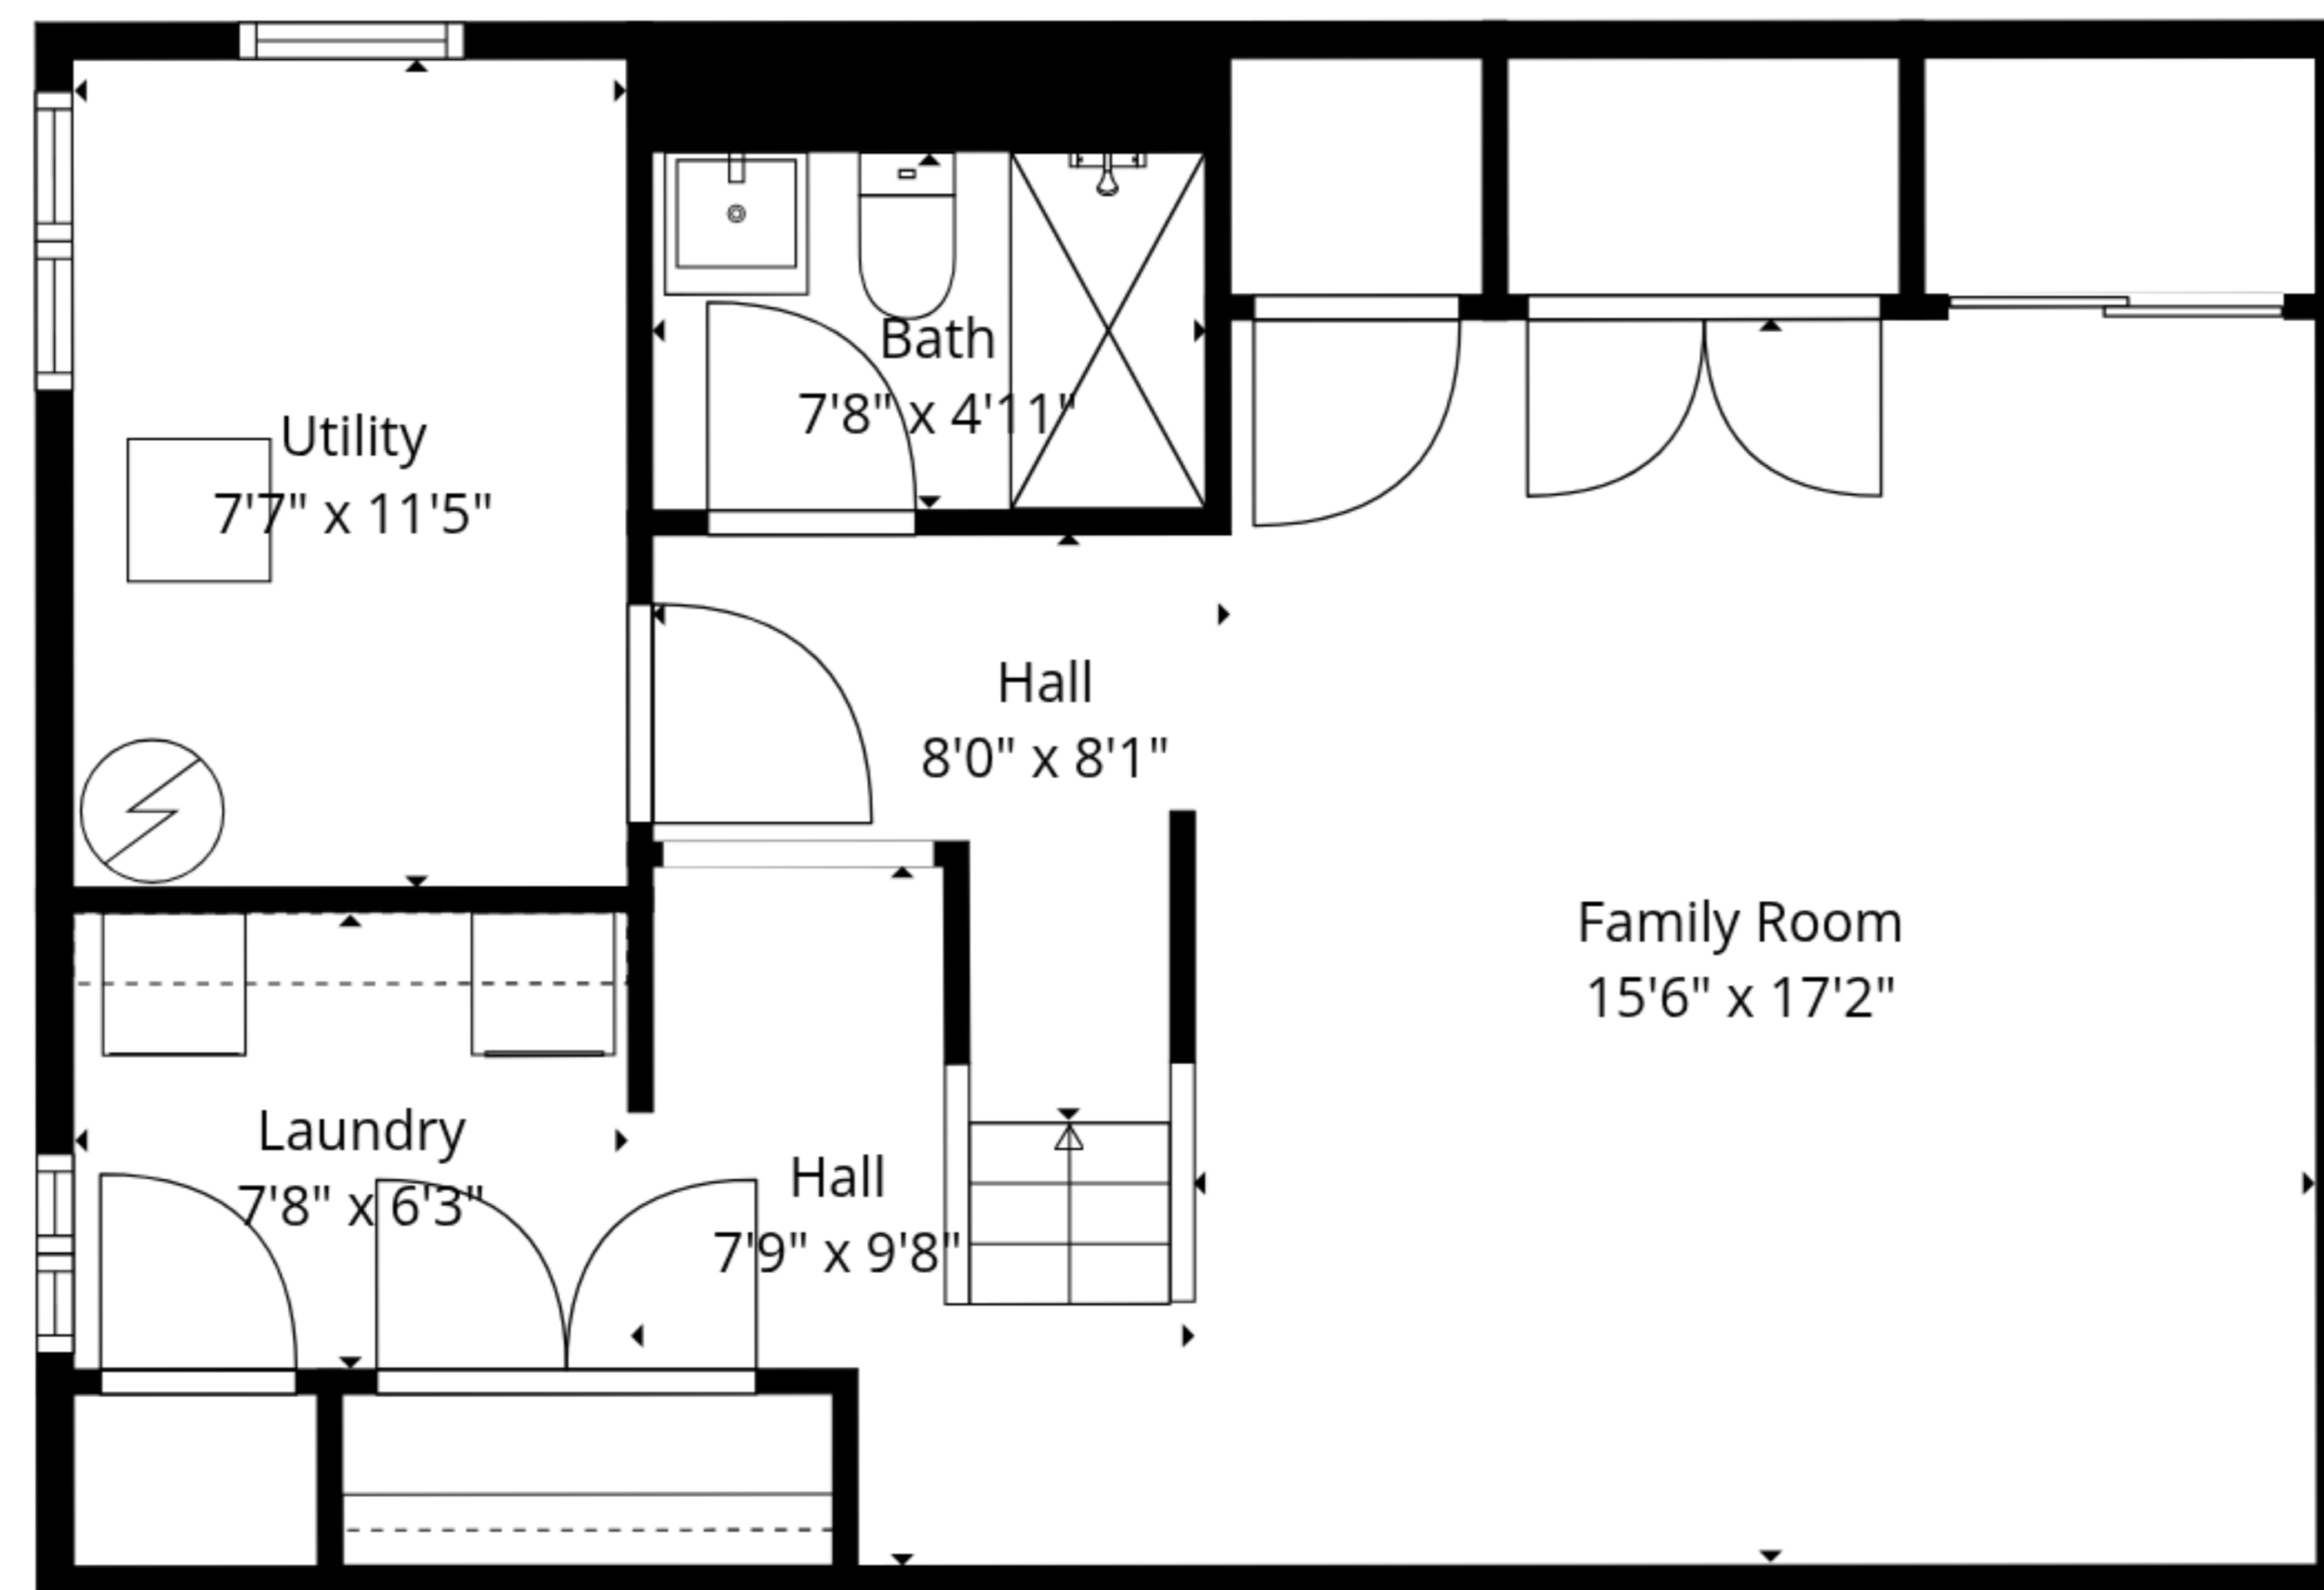 Bath
7'8" x 4'11"
Utility
7'7" x 11'5"
Hall
8'0" x 8'1"
Family Room
15'6" x 17'2"
Laundry
7'8" x 6'3"
Hall
7'9" x 9'8"